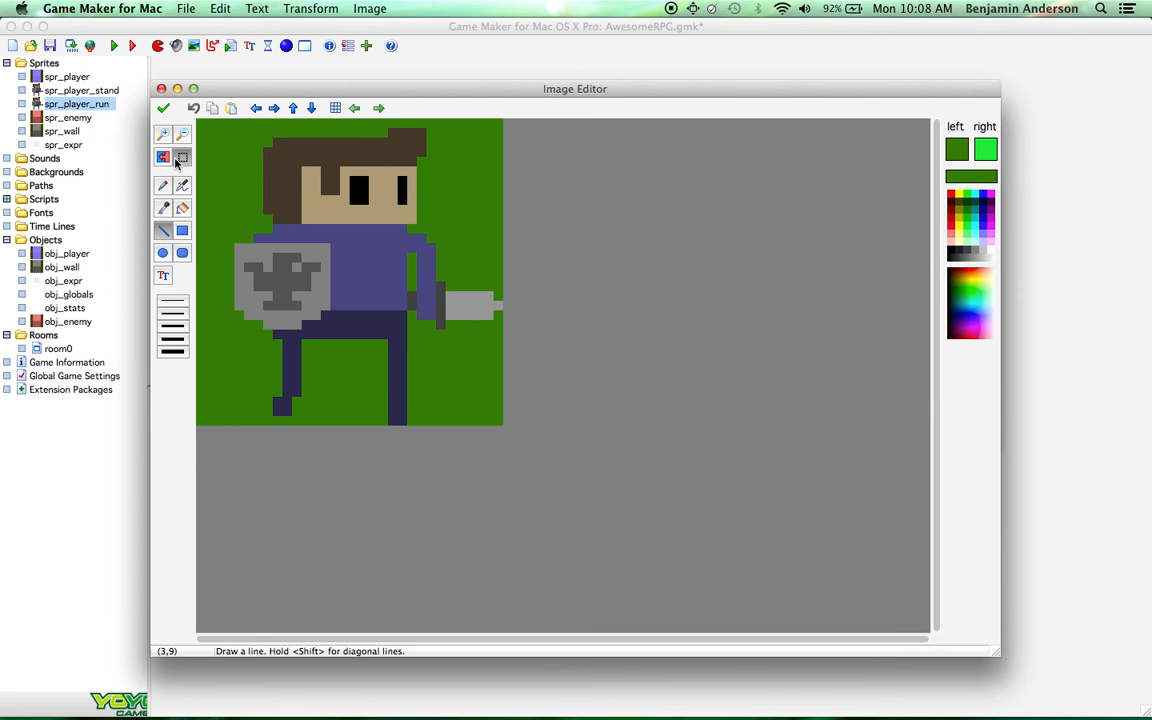 Game Maker for Mac File Edit Text Transform Image 92% Mon 10:08 AM Benjamin Anderson
Game Maker for Mac OS X Pro: AwesomeRPG.gmk*
Sprites
spr_player
spr_player_stand
spr_player_run
spr_enemy
spr_wall
spr_expr
Sounds
Backgrounds
Paths
Scripts
Fonts
Time Lines
Objects
obj_player
obj_wall
obj_expr
obj_globals
obj_stats
obj_enemy
Rooms
room0
Game Information
Global Game Settings
Extension Packages
YOYO
GAME
Image Editor
left right
TT
(3,9) Draw a line. Hold <Shift> for diagonal lines.